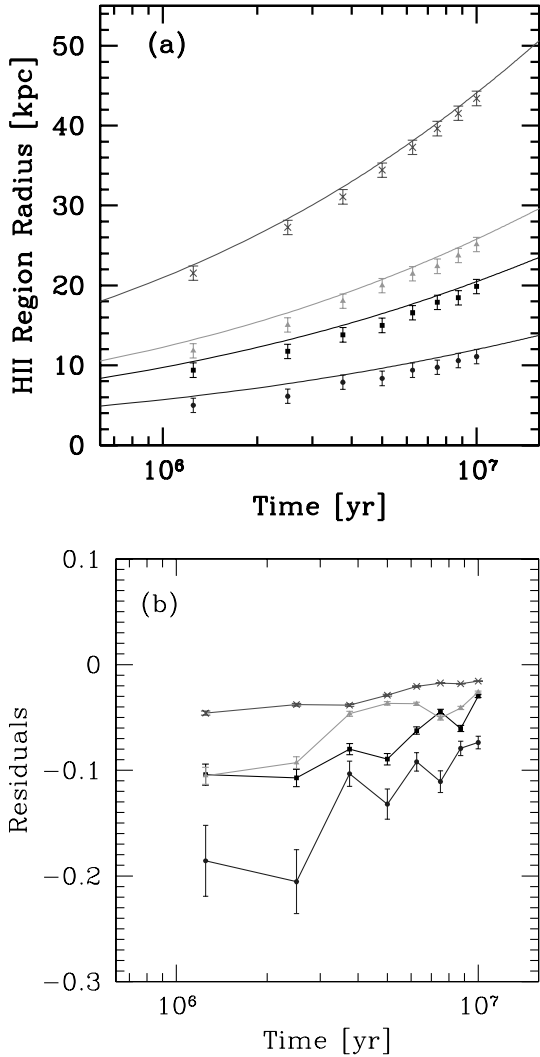 (a)
50
40
30
20
10
0
HII Region Radius [kpc]
10⁶ 10⁷
Time [yr]
(b)
0.1
0
−0.1
−0.2
−0.3
Residuals
10⁶ 10⁷
Time [yr]